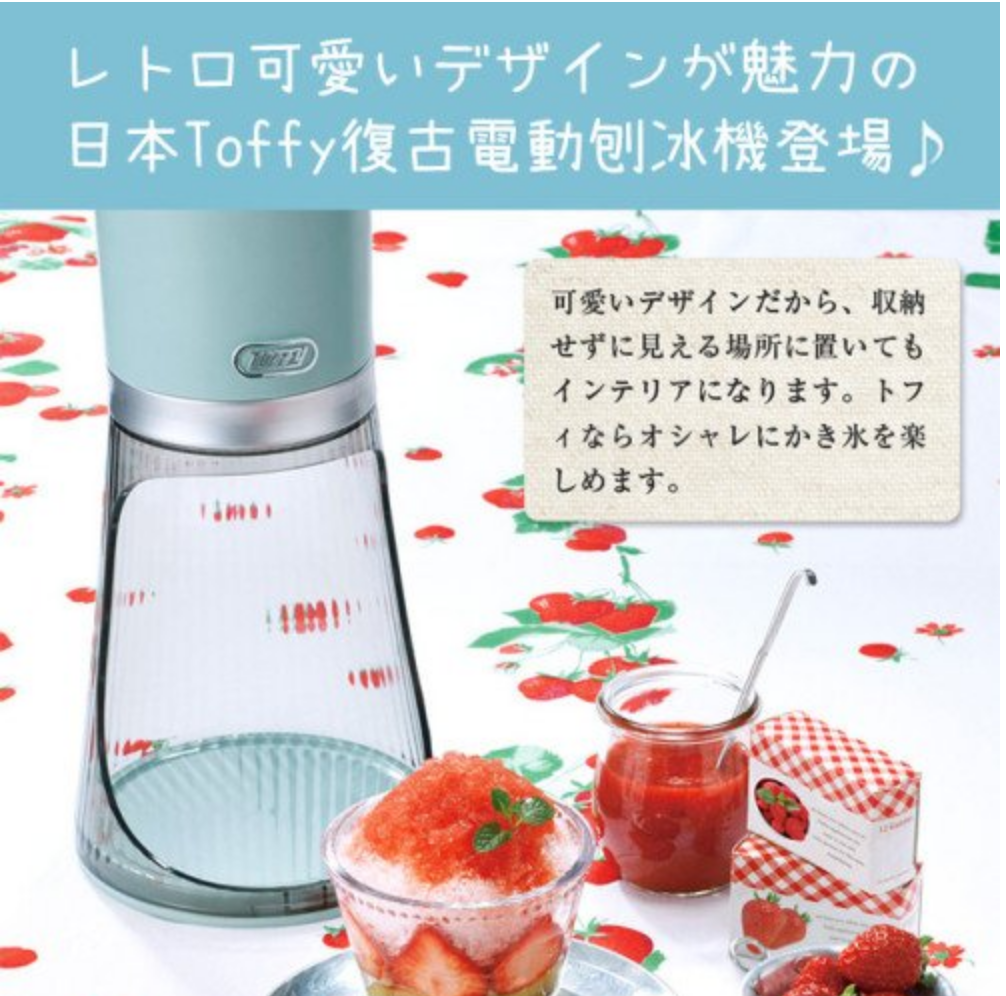 レトロ可愛いデザインが魅力の
日本Toffy復古電動刨冰機登場♪
TOFFY
可愛いデザインだから、収納
せずに見える場所に置いても
インテリアになります。トフ
ィならオシャレにかき氷を楽
しめます。